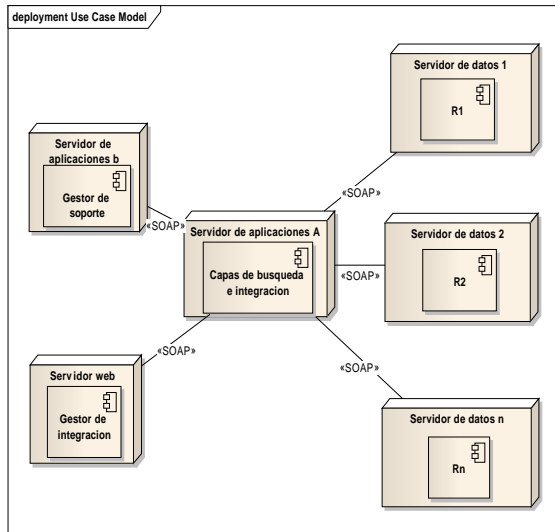 deployment Use Case Model
Servidor de datos 1
R1
Servidor de
aplicaciones b
Gestor de
soporte
«SOAP»
«SOAP»
Servidor de aplicaciones A
Capas de busqueda
e integracion
«SOAP»
Servidor de datos 2
R2
«SOAP»
«SOAP»
Servidor web
Gestor de
integracion
Servidor de datos n
Rn